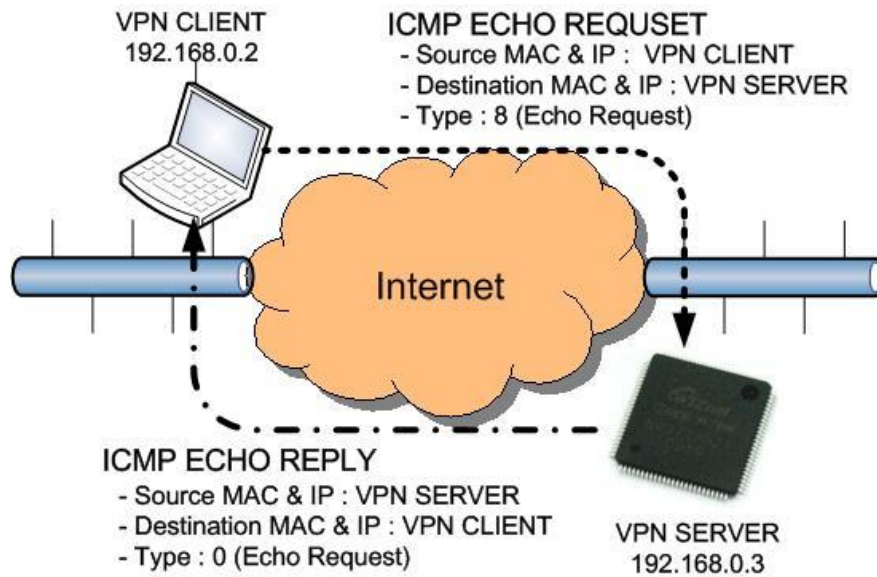 VPN CLIENT
192.168.0.2
ICMP ECHO REQUSET
- Source MAC & IP : VPN CLIENT
- Destination MAC & IP : VPN SERVER
- Type : 8 (Echo Request)
Internet
ICMP ECHO REPLY
- Source MAC & IP : VPN SERVER
- Destination MAC & IP : VPN CLIENT
- Type : 0 (Echo Request)
VPN SERVER
192.168.0.3